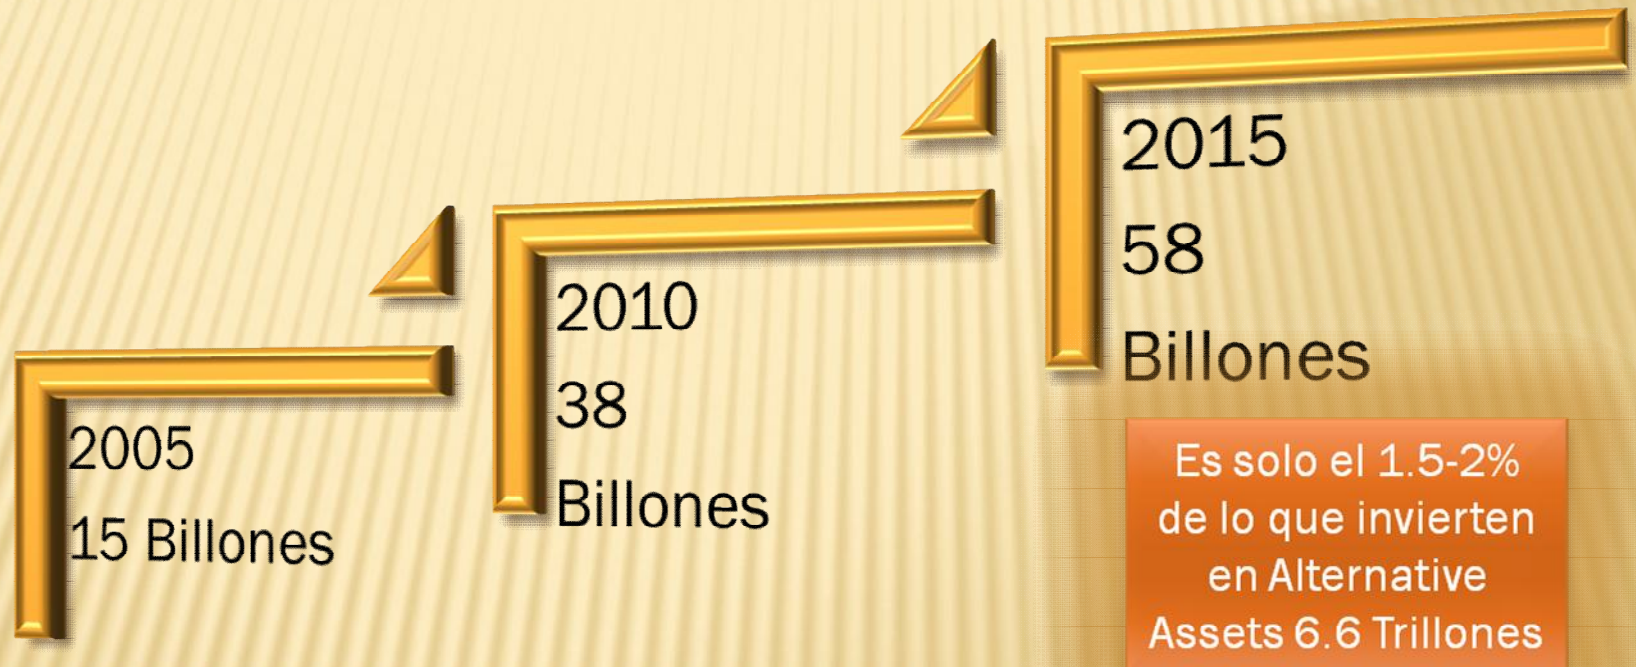 2005
15 Billones
2010
38
Billones
2015
58
Billones
Es solo el 1.5-2%
de lo que invierten
en Alternative
Assets 6.6 Trillones